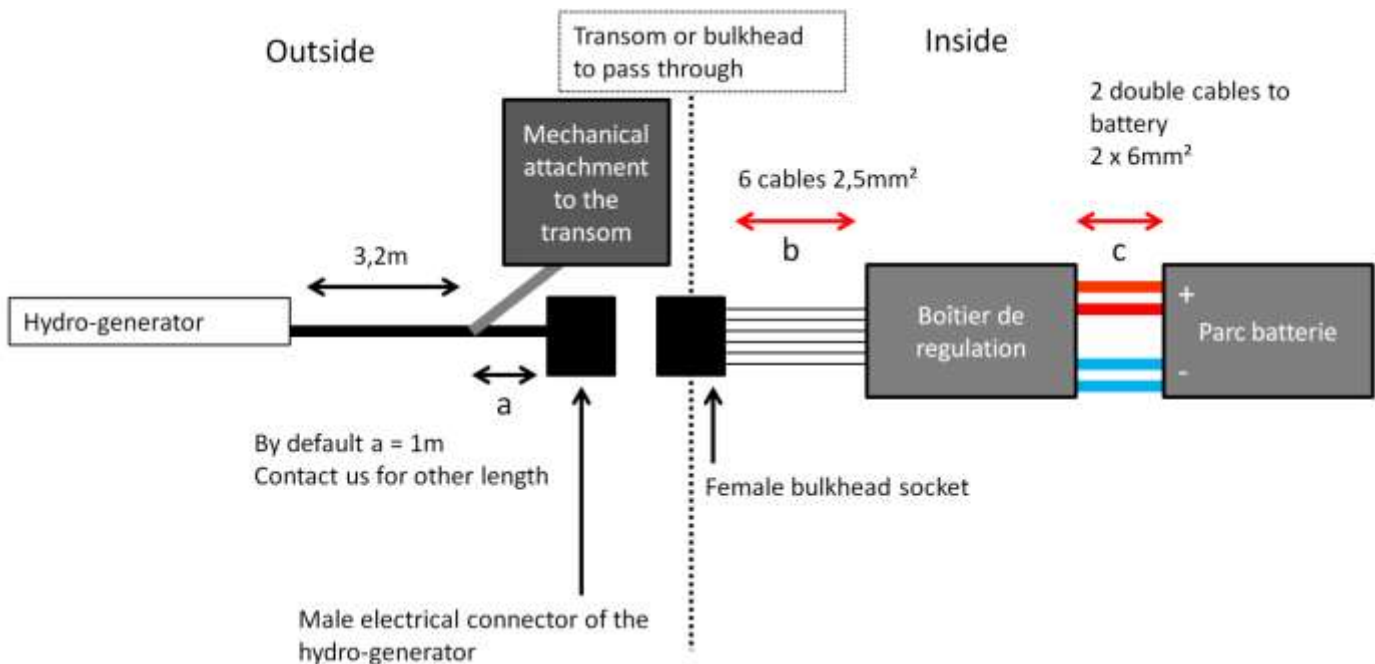 Outside
Transom or bulkhead
to pass through
Inside
2 double cables to
battery
2 x 6mm²
Mechanical
attachment
to the
transom
6 cables 2,5mm²
3,2m
b
c
Hydro-generator
Boîtier de
regulation
+
-
Parc batterie
a
By default a = 1m
Contact us for other length
Female bulkhead socket
Male electrical connector of the
hydro-generator